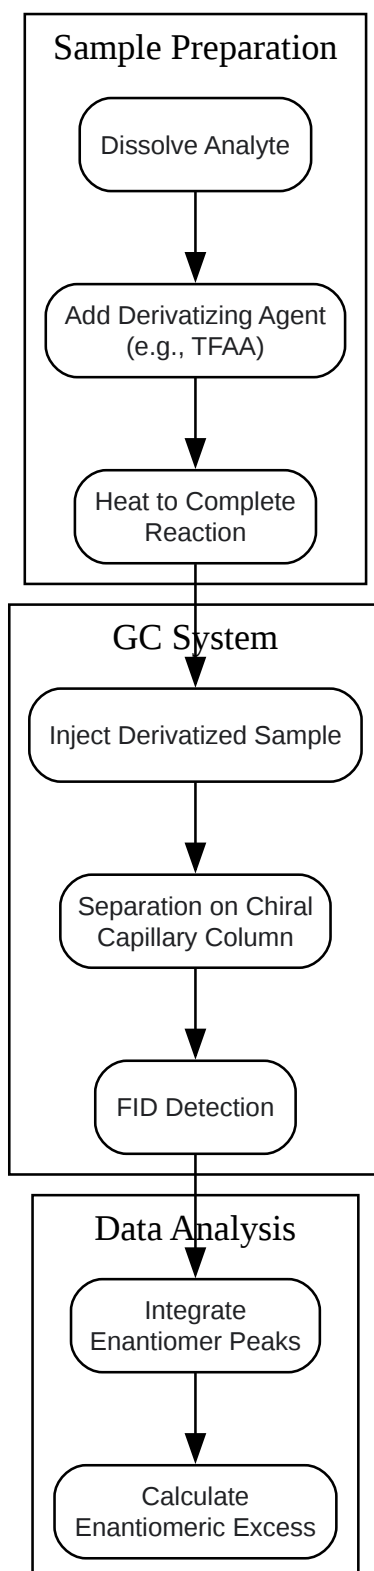 Sample Preparation
Dissolve Analyte
Add Derivatizing Agent
(e.g., TFAA)
Heat to Complete
Reaction
GC System
Inject Derivatized Sample
Separation on Chiral
Capillary Column
FID Detection
Data Analysis
Integrate
Enantiomer Peaks
Calculate
Enantiomeric Excess